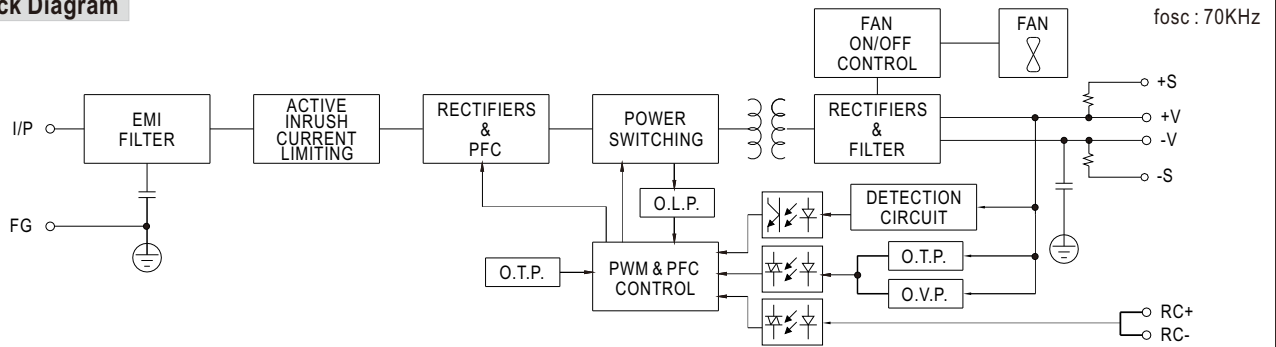 ck Diagram
fosc : 70KHz
FAN
ON/OFF
CONTROL
FAN
I/P
EMI
FILTER
ACTIVE
INRUSH
CURRENT
LIMITING
RECTIFIERS
&
PFC
POWER
SWITCHING
RECTIFIERS
&
FILTER
+S
+V
-V
-S
FG
O.L.P.
DETECTION
CIRCUIT
O.T.P.
PWM & PFC
CONTROL
O.T.P.
O.V.P.
RC+
RC-